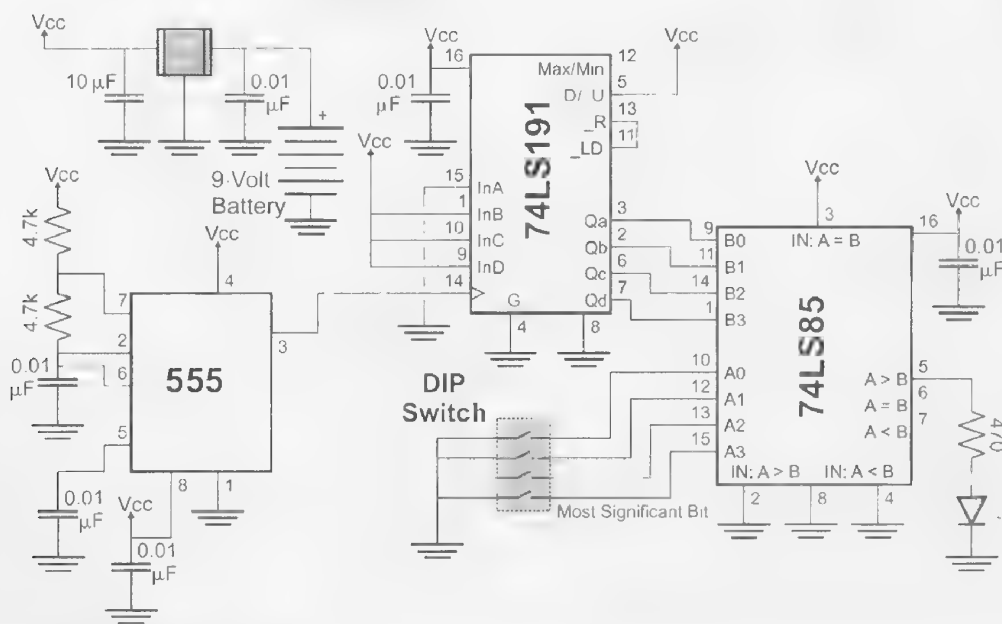 Vcc
10 µF
0.01
µF
+
9-Volt
Battery
Vcc
4.7k
4.7k
0.01
µF
Vcc
4
7
2
6
5
3
8
1
555
0.01
µF
Vcc
0.01
µF
Vcc
16
0.01
µF
Vcc
15
1
10
9
14
InA
InB
InC
InD
G
4
8
74LS191
Max/Min
D/ U
_R
_LD
Qa
Qb
Qc
Qd
12
5
13
11
3
2
6
7
Vcc
Vcc
3
IN: A = B
16
Vcc
0.01
µF
9
11
14
1
B0
B1
B2
B3
10
12
13
15
A0
A1
A2
A3
74LS85
A > B
A = B
A < B
5
6
7
IN: A > B
IN: A < B
2
8
4
470
DIP
Switch
Most Significant Bit